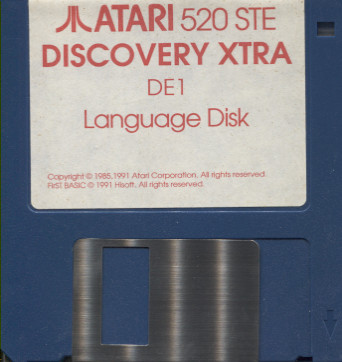 ATARI 520 STE
DISCOVERY XTRA
DE1
Language Disk
Copyright © 1985,1991 Atari Corporation. All rights reserved.
FirST BASIC © 1991 Hisoft. All rights reserved.